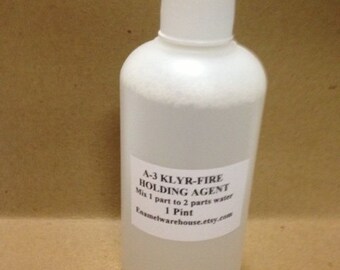 A-3 KLYR-FIRE
HOLDING AGENT
Mix 1 part to 2 parts water
1 Pint
Enamelwarehouse.etsy.com